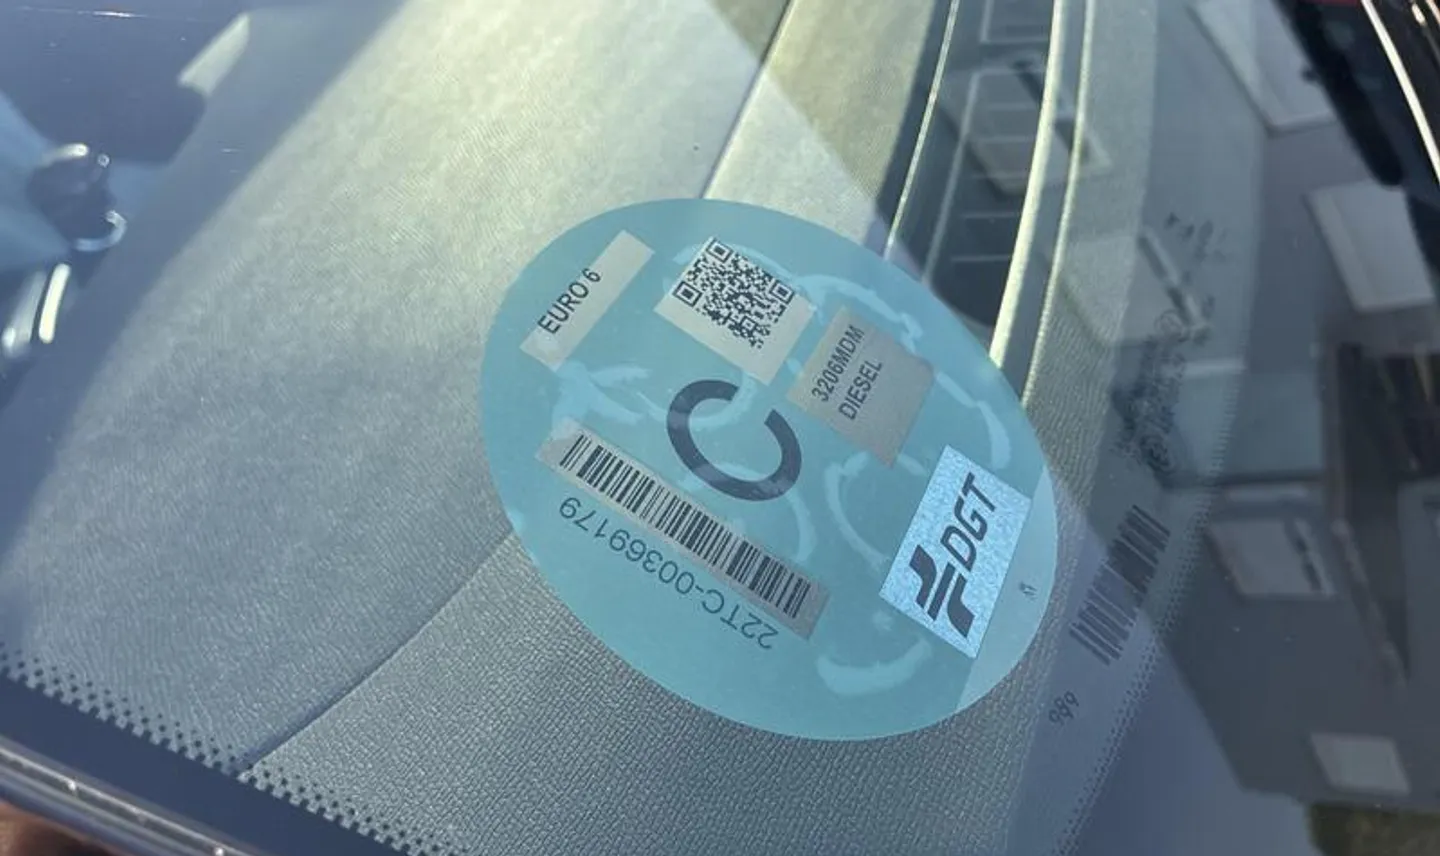 EURO 6
3206MDM
DIESEL
C
22TC-00369179
DGT